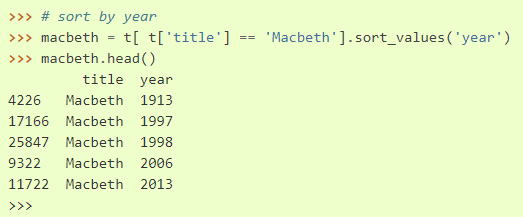 >>> # sort by year
>>> macbeth = t[ t['title'] == 'Macbeth'].sort_values('year')
>>> macbeth.head()
         title  year
4226   Macbeth  1913
17166  Macbeth  1997
25847  Macbeth  1998
9322   Macbeth  2006
11722  Macbeth  2013
>>>